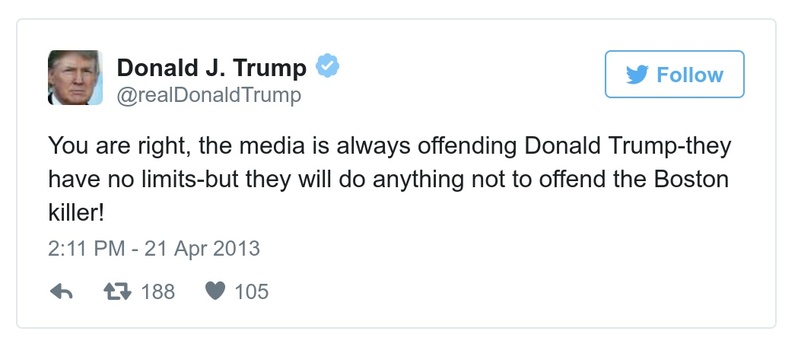 Donald J. Trump
@realDonaldTrump
Follow
You are right, the media is always offending Donald Trump-they
have no limits-but they will do anything not to offend the Boston
killer!
2:11 PM - 21 Apr 2013
188 105